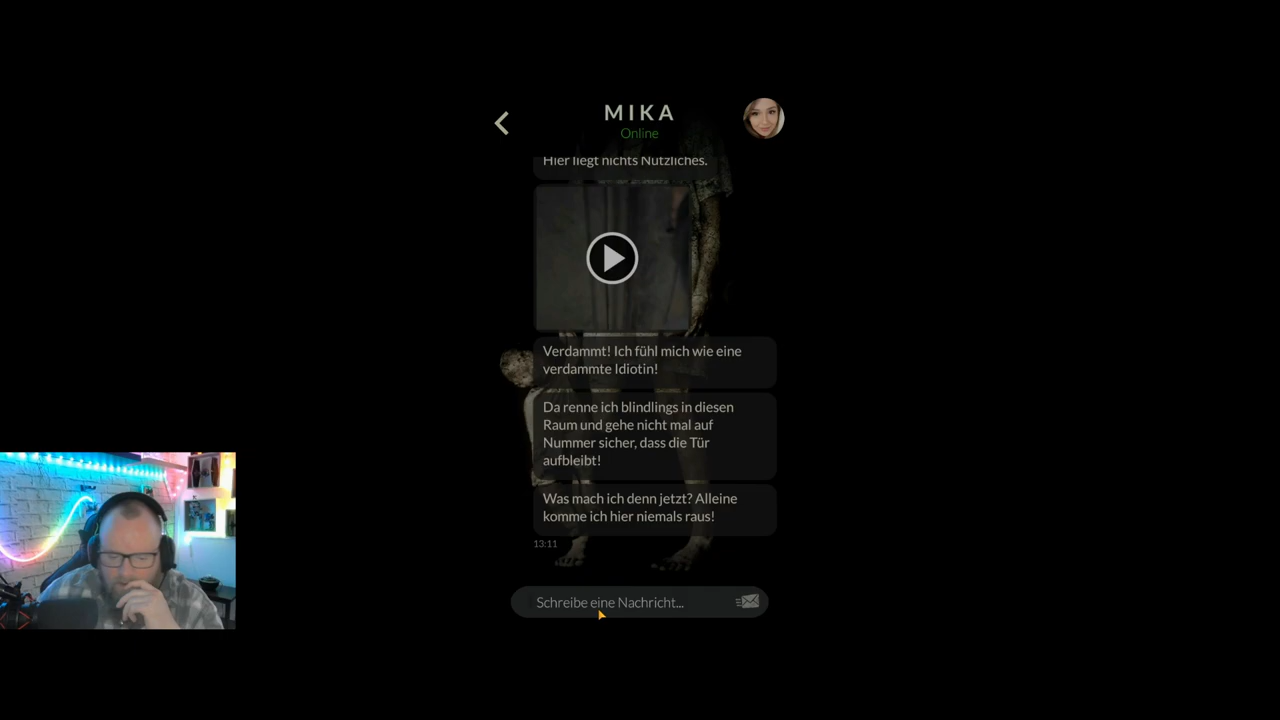 MIKA
Online
Hier liegt nichts Nützliches.
Verdammt! Ich fühl mich wie eine
verdammte Idiotin!
Da renne ich blindlings in diesen
Raum und gehe nicht mal auf
Nummer sicher, dass die Tür
aufbleibt!
Was mach ich denn jetzt? Alleine
komme ich hier niemals raus!
13:11
Schreibe eine Nachricht...